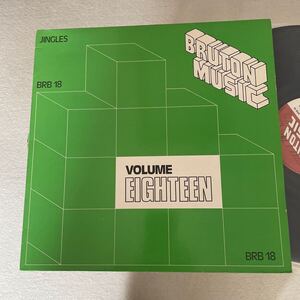 JINGLES
BRUTON
MUSIC
BRB 18
VOLUME
EIGHTEEN
BRB 18